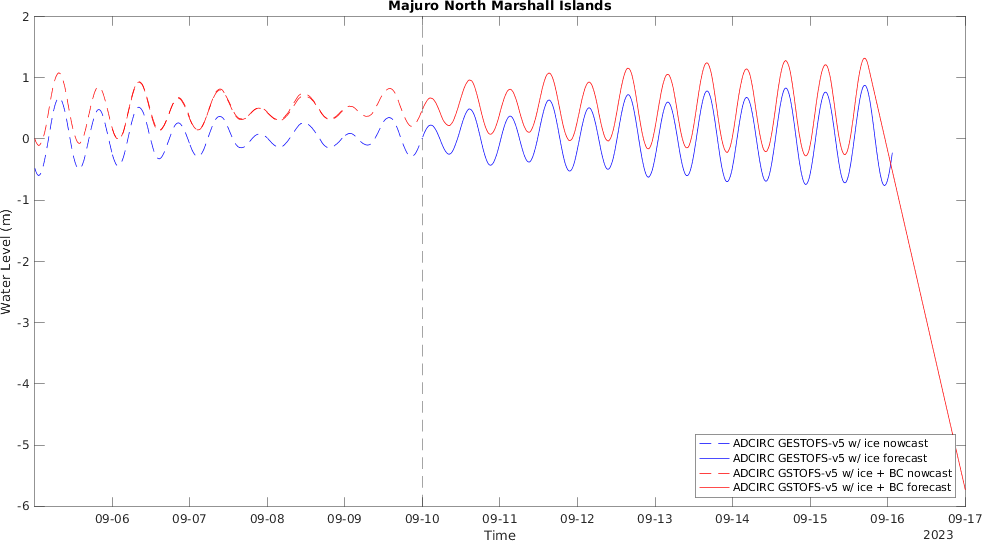 Majuro North Marshall Islands
2
1
0
-1
-2
-3
-4
-5
-6
Water Level (m)
ADCIRC GESTOFS-v5 w/ ice nowcast
ADCIRC GESTOFS-v5 w/ ice forecast
ADCIRC GSTOFS-v5 w/ ice + BC nowcast
ADCIRC GSTOFS-v5 w/ ice + BC forecast
09-06 09-07 09-08 09-09 09-10 09-11 09-12 09-13 09-14 09-15 09-16 09-17
Time
2023